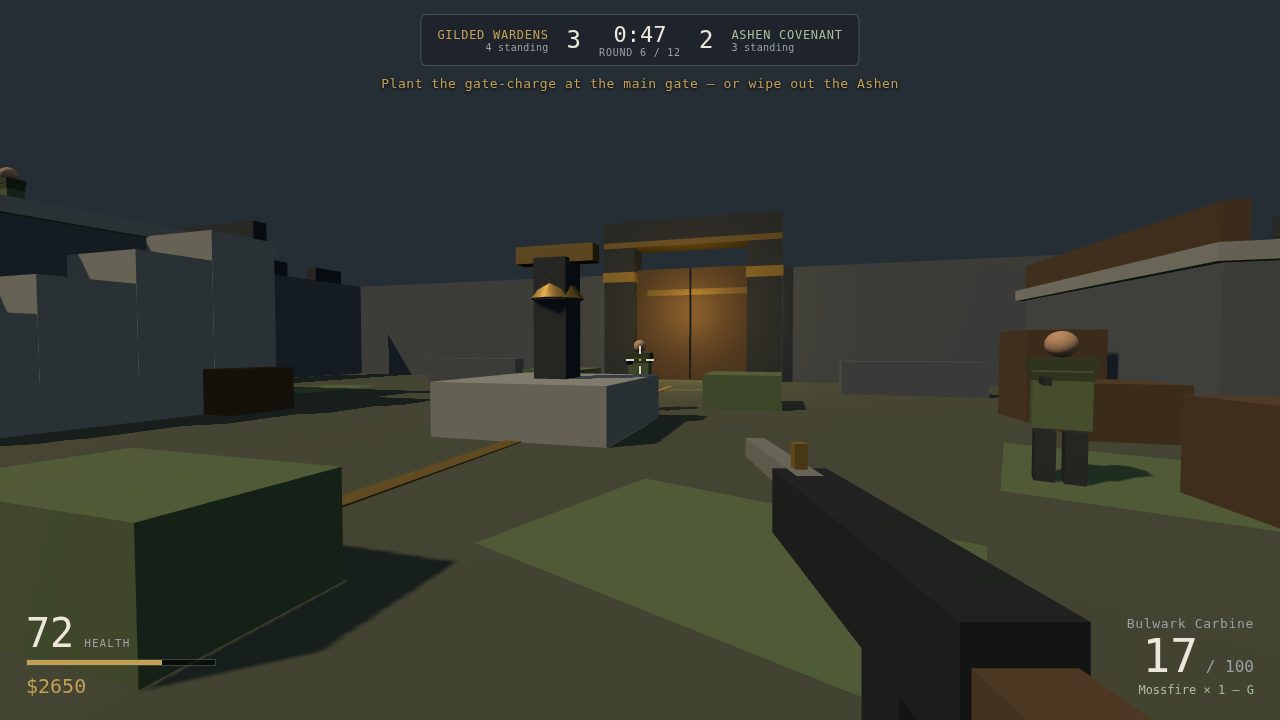 GILDED WARDENS
4 standing
3
0:47
ROUND 6 / 12
2
ASHEN COVENANT
3 standing
Plant the gate-charge at the main gate — or wipe out the Ashen
72 HEALTH
$2650
Bulwark Carbine
17 / 100
Mossfire × 1 — G